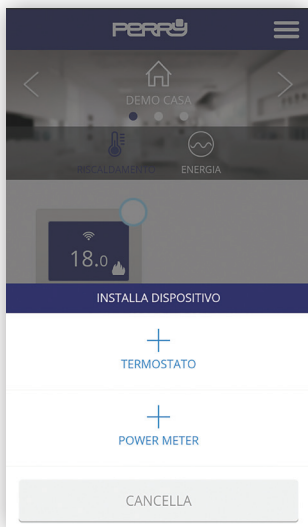 PERRY
DEMO CASA
RISCALDAMENTO
ENERGIA
18.0
INSTALLA DISPOSITIVO
TERMOSTATO
POWER METER
CANCELLA